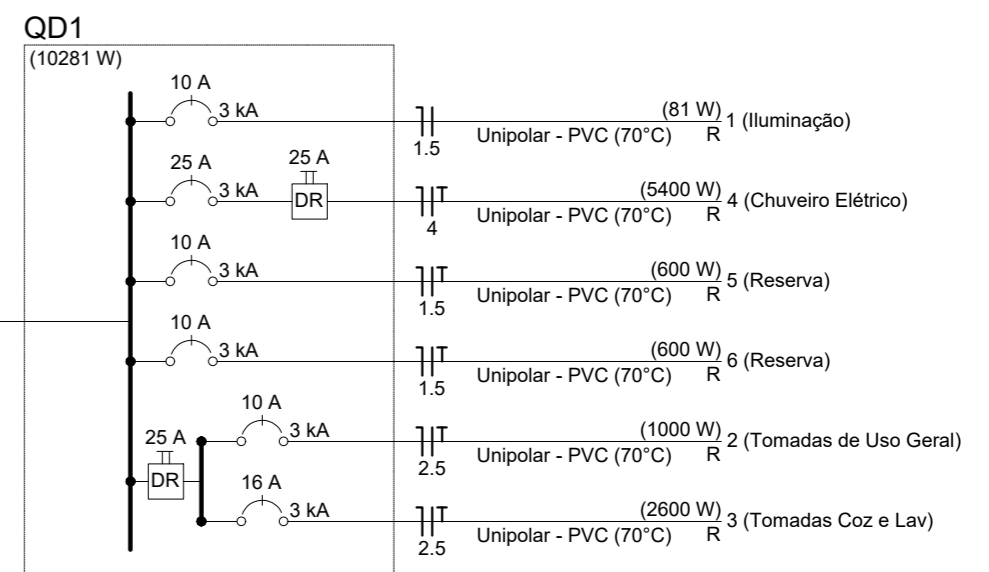 QD1
(10281 W)
10 A
3 kA
1.5
Unipolar - PVC (70°C)
(81 W)
R
1 (Iluminação)
25 A
3 kA
25 A
DR
4
Unipolar - PVC (70°C)
(5400 W)
R
4 (Chuveiro Elétrico)
10 A
3 kA
1.5
Unipolar - PVC (70°C)
(600 W)
R
5 (Reserva)
10 A
3 kA
1.5
Unipolar - PVC (70°C)
(600 W)
R
6 (Reserva)
25 A
DR
10 A
3 kA
2.5
Unipolar - PVC (70°C)
(1000 W)
R
2 (Tomadas de Uso Geral)
16 A
3 kA
2.5
Unipolar - PVC (70°C)
(2600 W)
R
3 (Tomadas Coz e Lav)